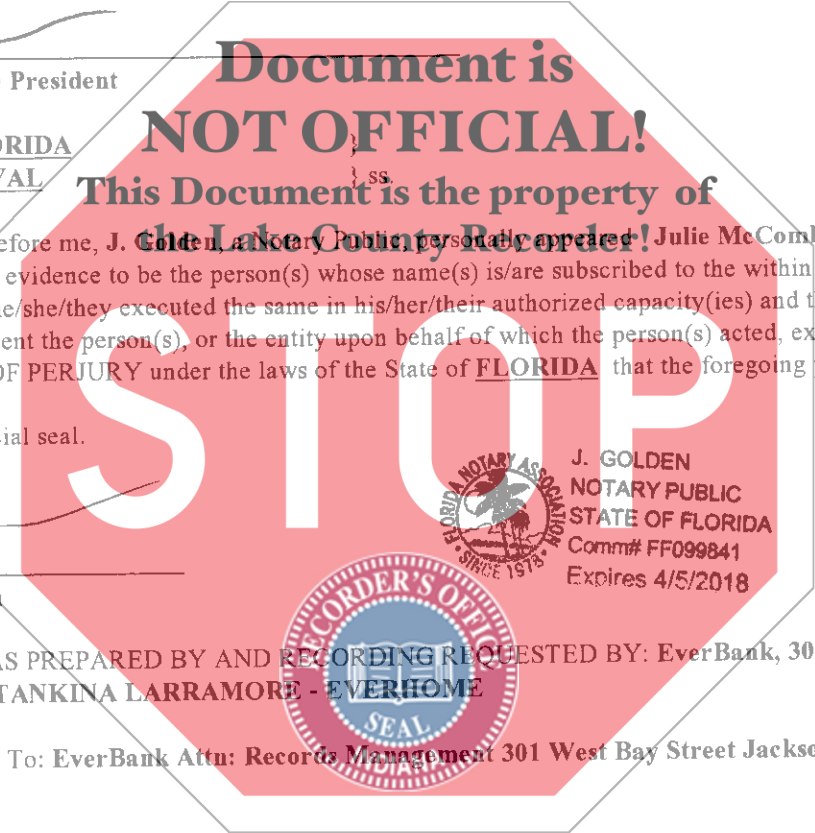 Document is
President
NOT OFFICIAL!
ORIDA }
VAL } ss.
This Document is the property of
the Lake County Recorder!
efore me, J. Golden, a Notary Public, personally appeared Julie McComb
evidence to be the person(s) whose name(s) is/are subscribed to the within
e/she/they executed the same in his/her/their authorized capacity(ies) and t
ent the person(s), or the entity upon behalf of which the person(s) acted, ex
OF PERJURY under the laws of the State of FLORIDA that the foregoing
STOP
ial seal.
FLORIDA NOTARY ASSOCIATION
SINCE 1978
J. GOLDEN
NOTARY PUBLIC
STATE OF FLORIDA
Comm# FF099841
Expires 4/5/2018
RECORDER'S OFFICE
SEAL
INDIANA
AS PREPARED BY AND RECORDING REQUESTED BY: EverBank, 30
TANKINA LARRAMORE - EVERHOME
To: EverBank Attn: Records Management 301 West Bay Street Jackso